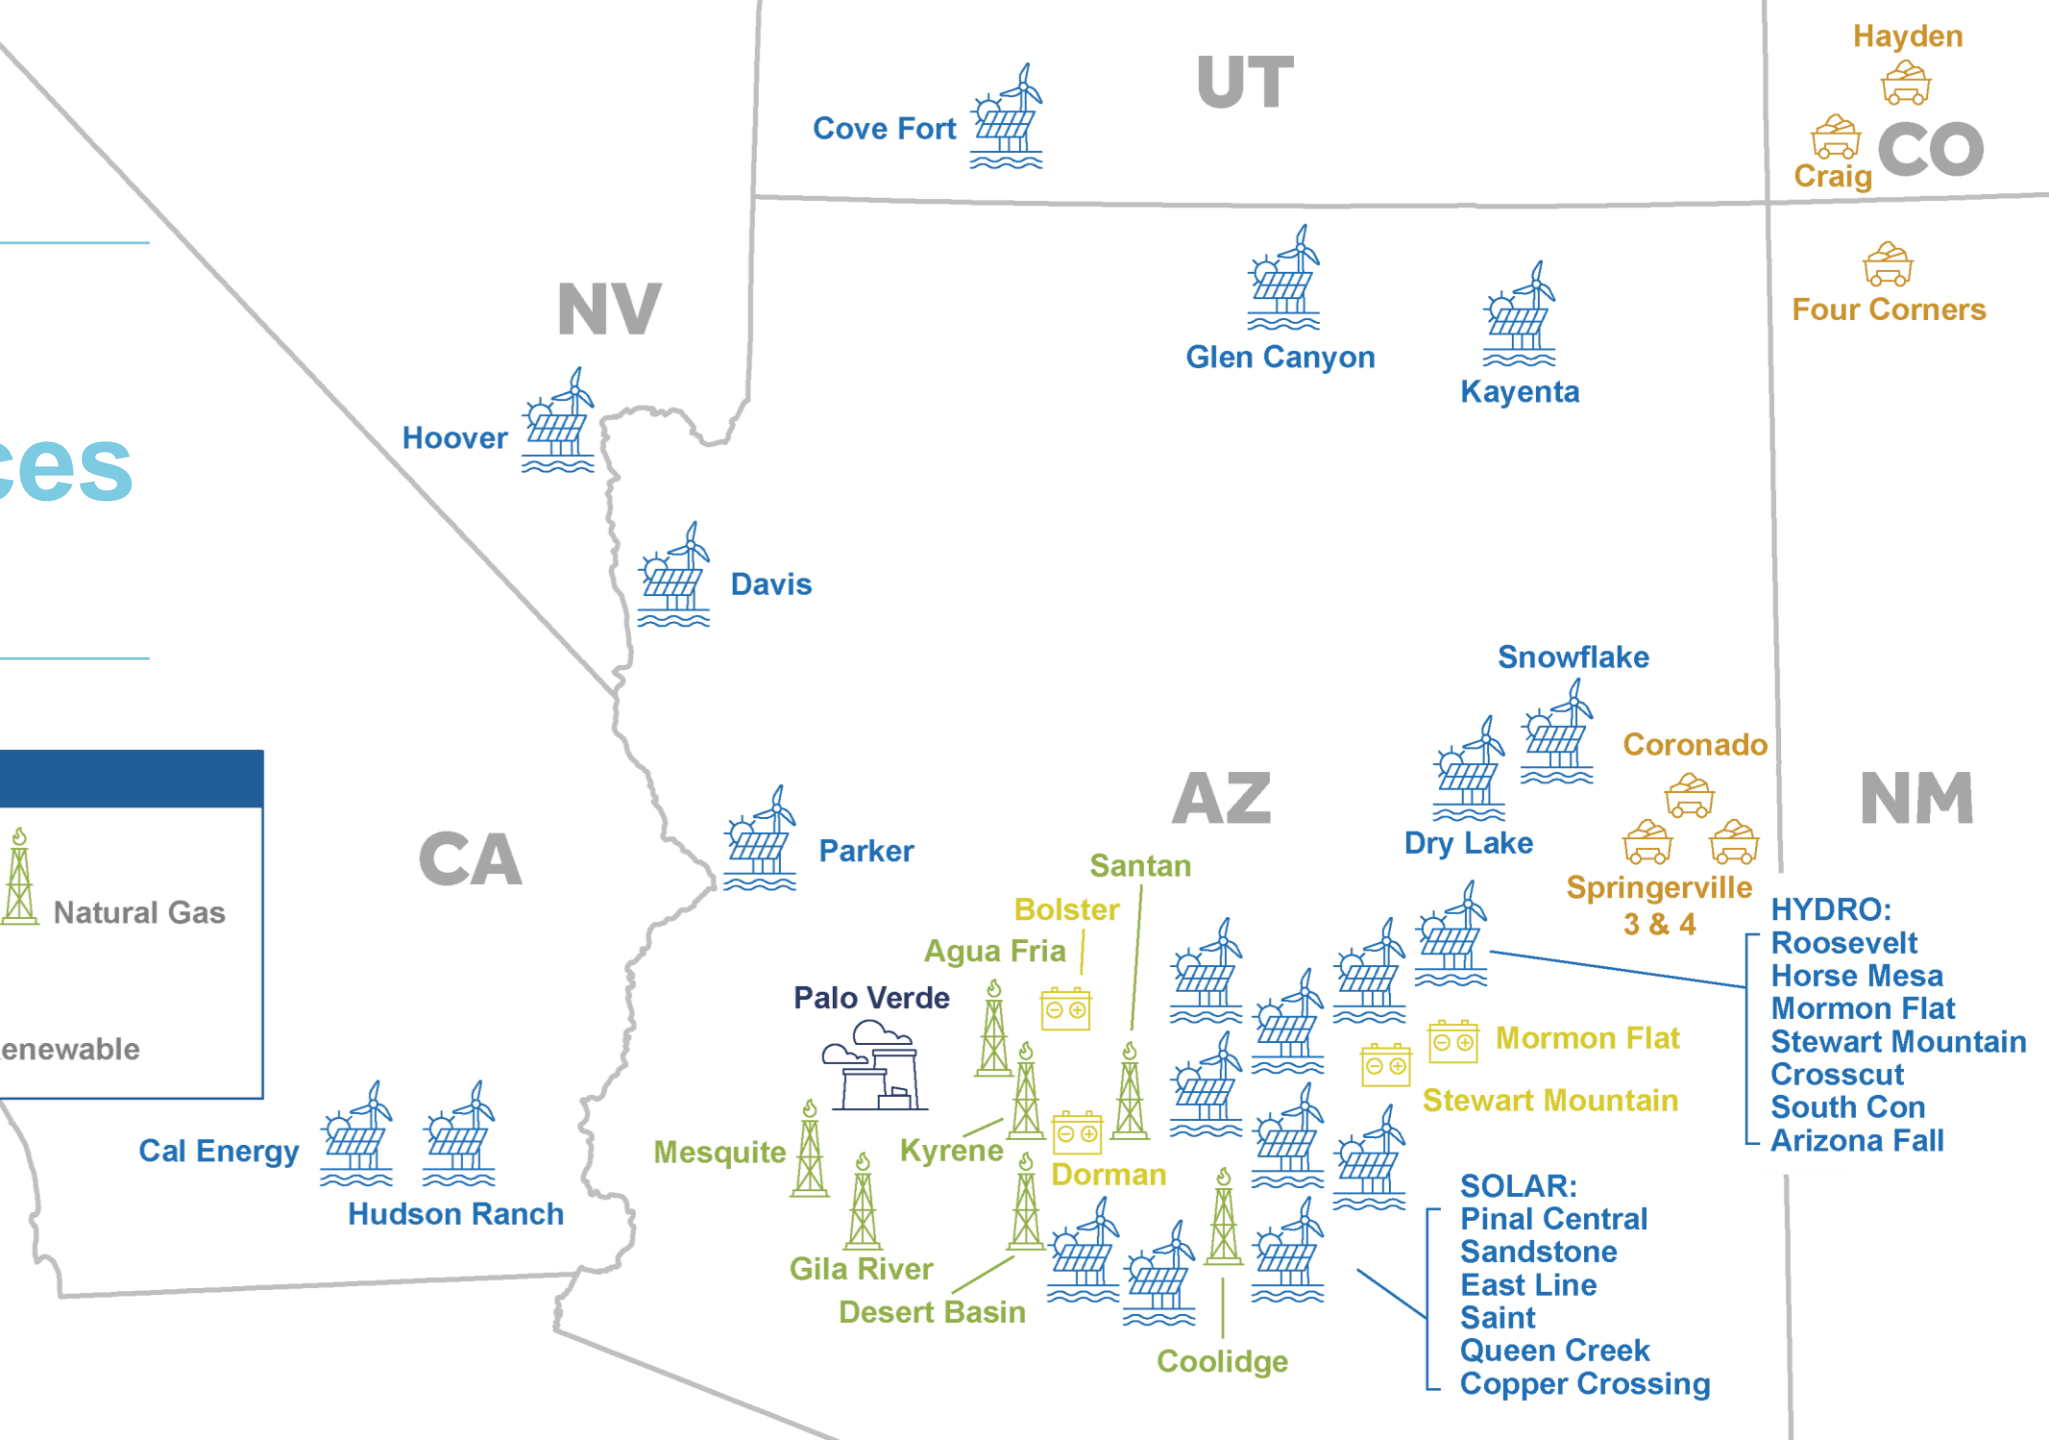 Hayden
UT
CO
Craig
Cove Fort
Four Corners
NV
Glen Canyon
Kayenta
Hoover
ces
Davis
Snowflake
Coronado
AZ
NM
CA
Parker
Dry Lake
Santan
Springerville
3 & 4
Bolster
Agua Fria
Natural Gas
Palo Verde
HYDRO:
Roosevelt
Horse Mesa
Mormon Flat
Stewart Mountain
Crosscut
South Con
Arizona Fall
Mormon Flat
Stewart Mountain
enewable
Cal Energy
Hudson Ranch
Mesquite
Kyrene
Dorman
Gila River
Desert Basin
Coolidge
SOLAR:
Pinal Central
Sandstone
East Line
Saint
Queen Creek
Copper Crossing